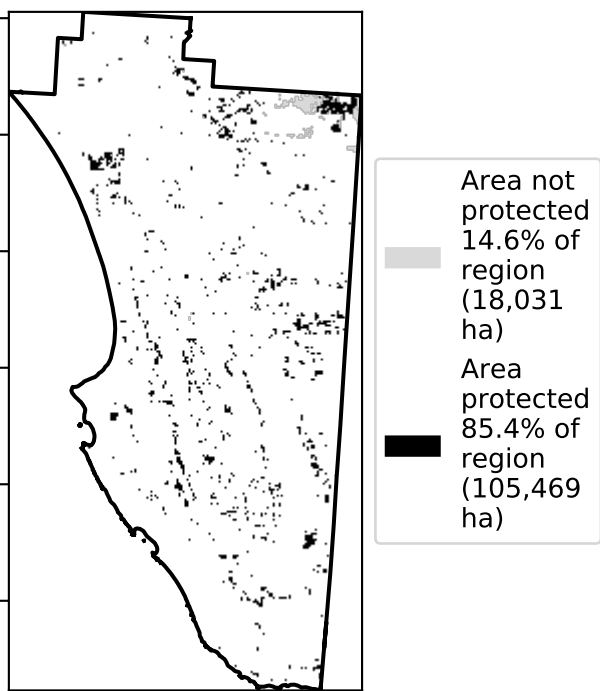 Area not
protected
14.6% of
region
(18,031
ha)
Area
protected
85.4% of
region
(105,469
ha)